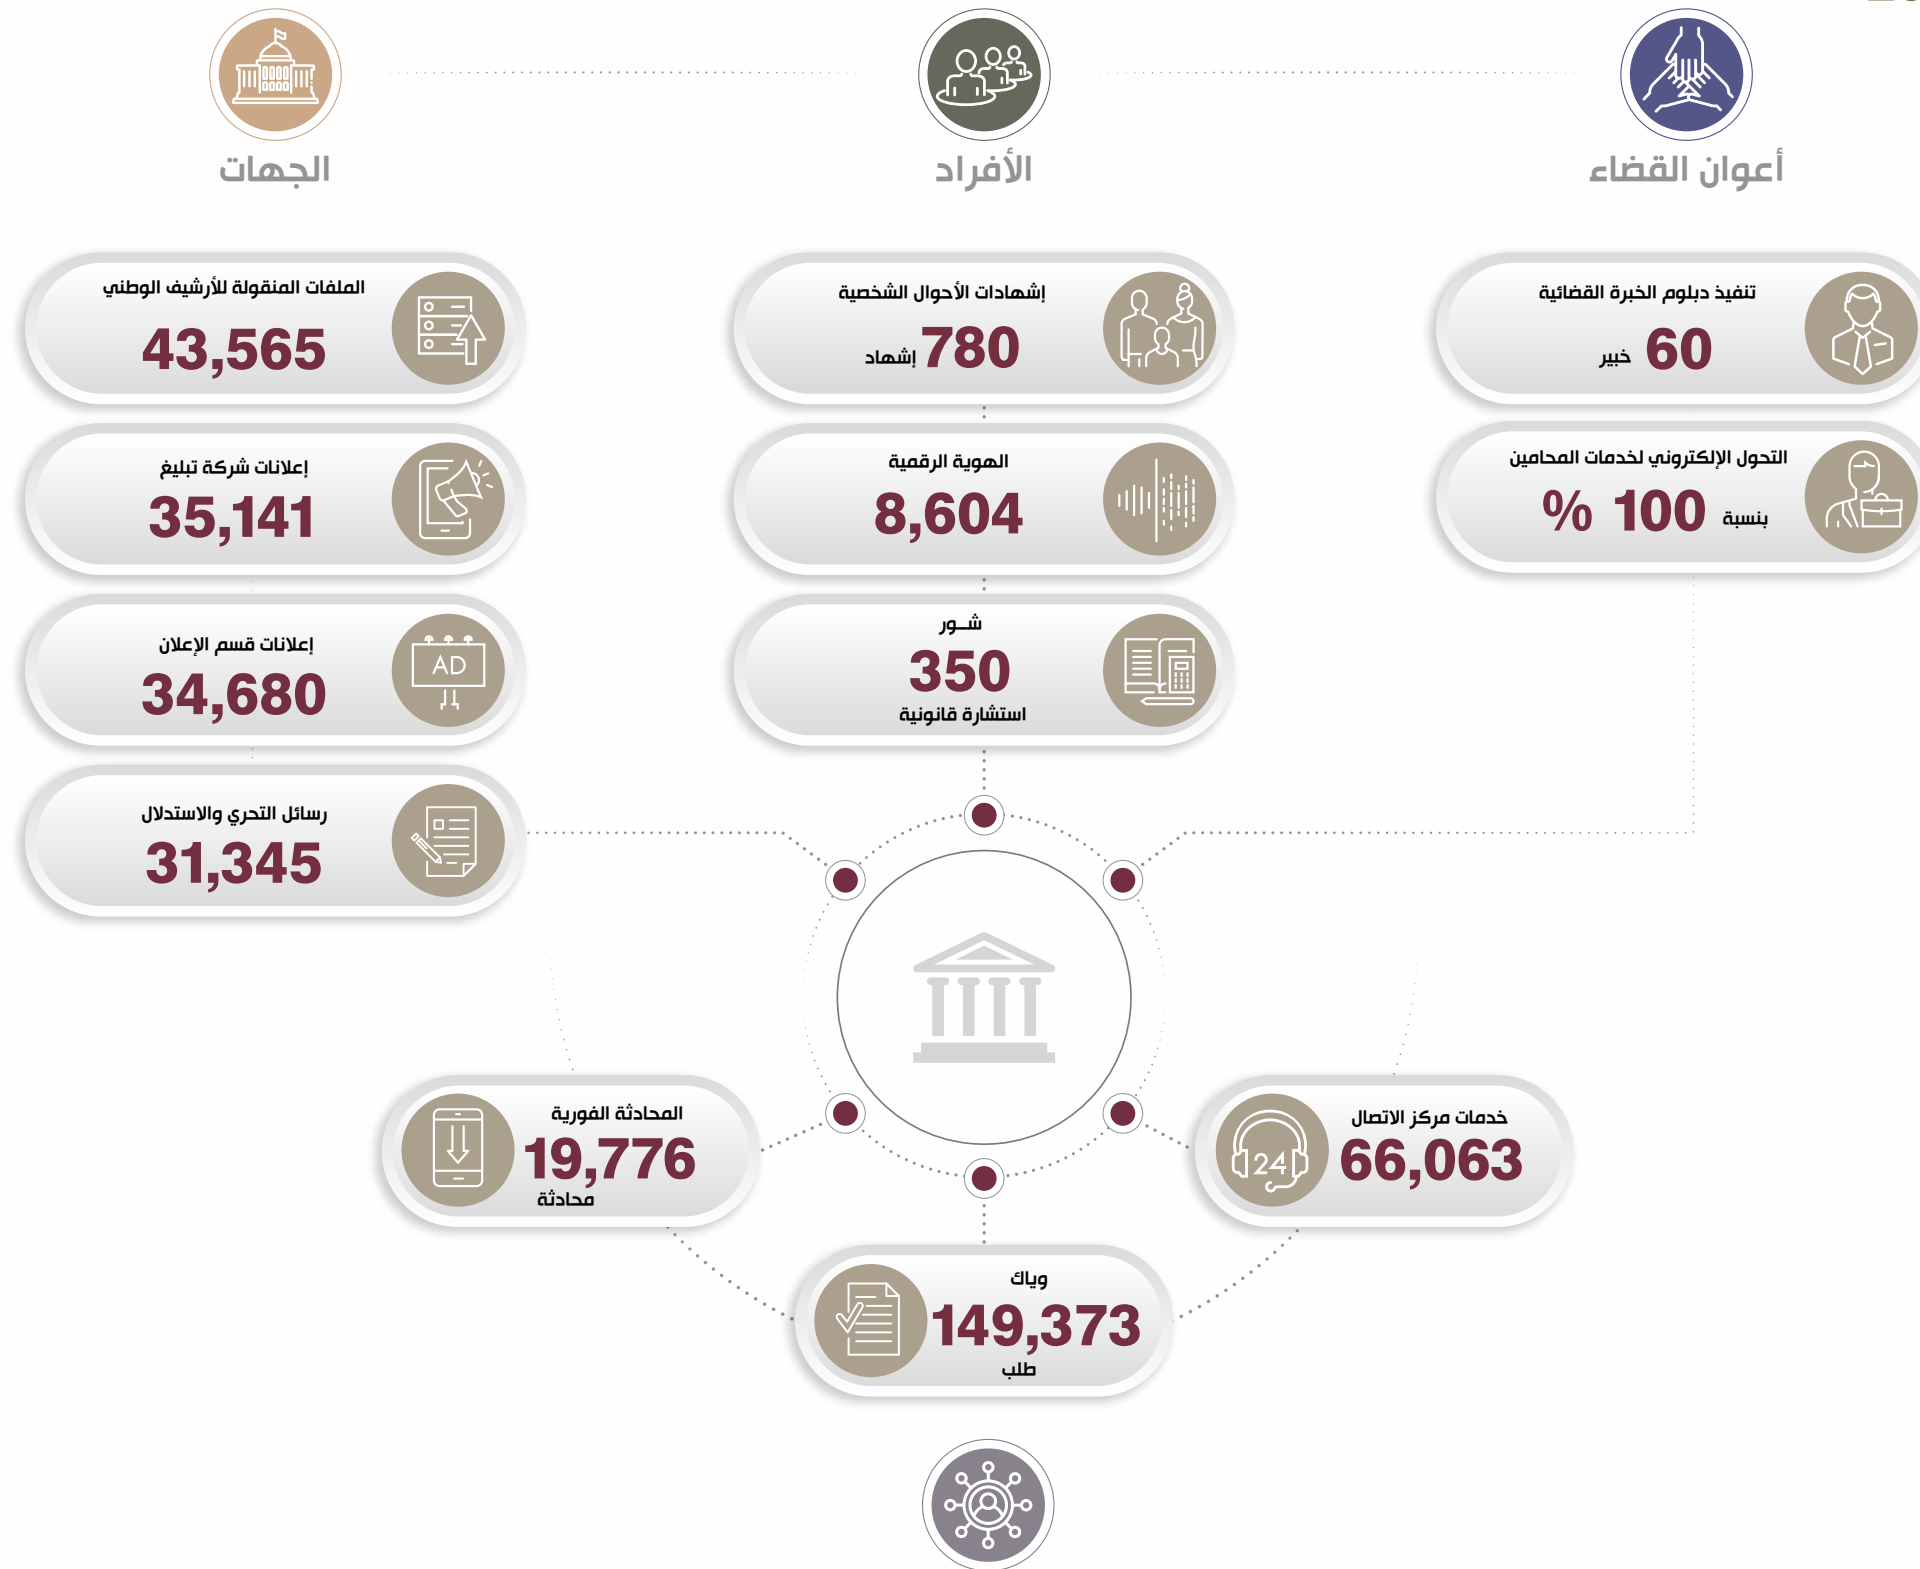 أعوان القضاء
تنفيذ دبلوم الخبرة القضائية
60 خبير
التحول الإلكتروني لخدمات المحامين
بنسبة 100 %
الأفراد
إشهادات الأحوال الشخصية
780 إشهاد
الهوية الرقمية
8,604
شــور
350
استشارة قانونية
الجهات
الملفات المنقولة للأرشيف الوطني
43,565
إعلانات شركة تبليغ
35,141
إعلانات قسم الإعلان
34,680
AD
رسائل التحري والاستدلال
31,345
خدمات مركز الاتصال
66,063
24
المحادثة الفورية
19,776
محادثة
وياك
149,373
طلب